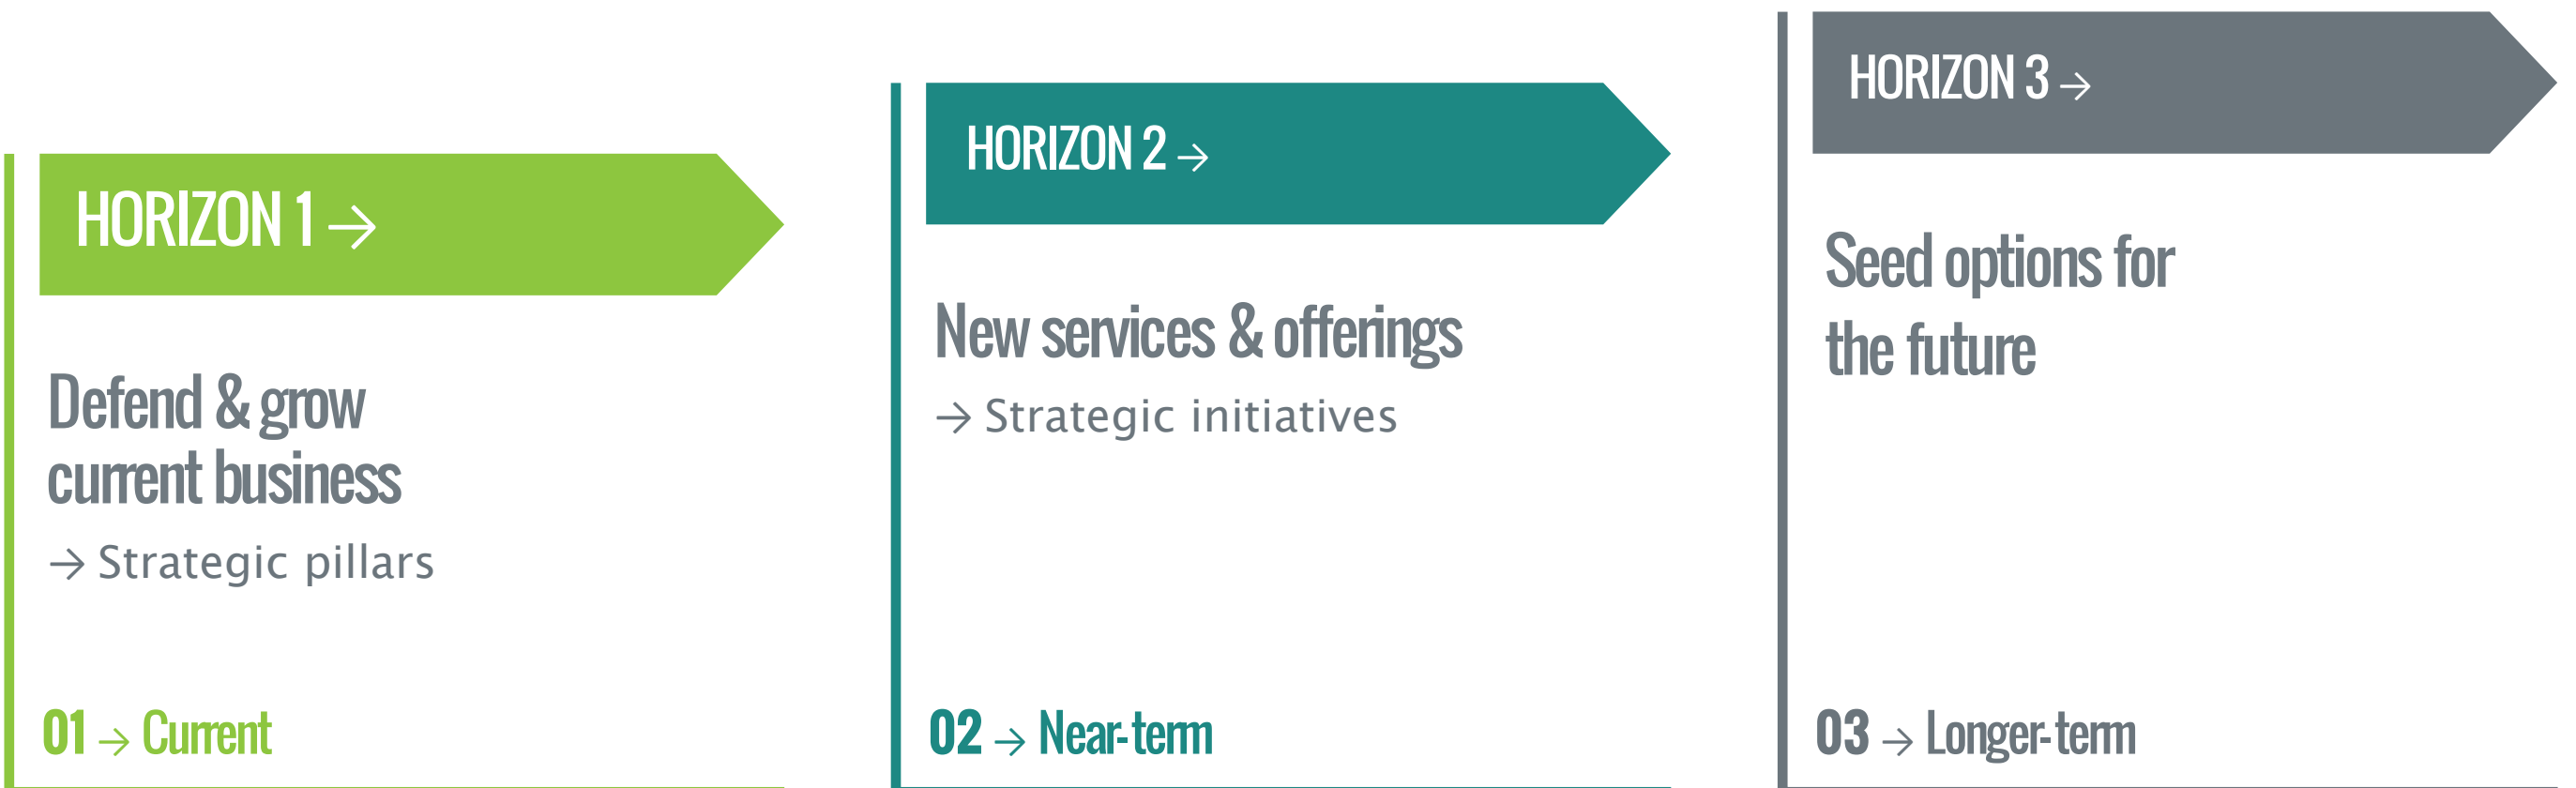 HORIZON 1 →
Defend & grow
current business
→ Strategic pillars
01 → Current
HORIZON 2 →
New services & offerings
→ Strategic initiatives
02 → Near-term
HORIZON 3 →
Seed options for
the future
03 → Longer-term